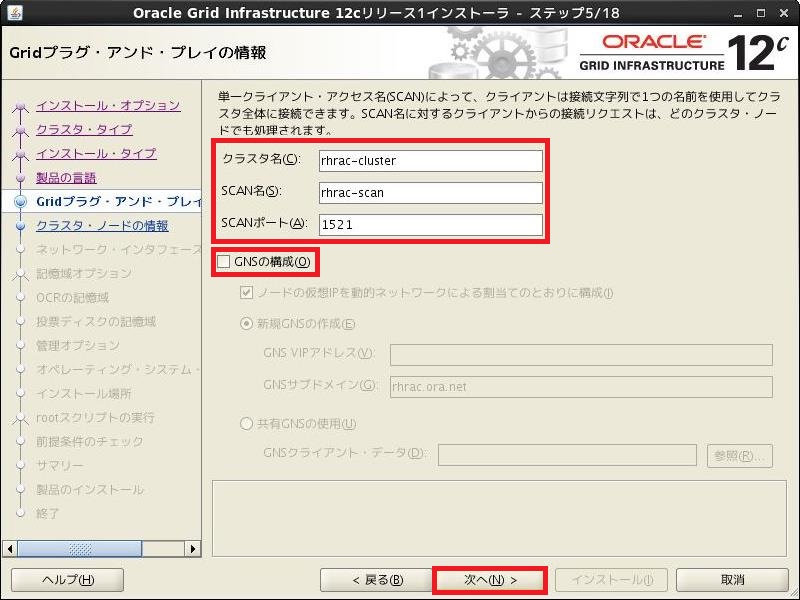 Oracle Grid Infrastructure 12cリリース1インストーラ - ステップ5/18
Gridプラグ・アンド・プレイの情報
ORACLE
GRID INFRASTRUCTURE 12c
インストール・オプション
クラスタ・タイプ
インストール・タイプ
製品の言語
Gridプラグ・アンド・プレイ
クラスタ・ノードの情報
ネットワーク・インタフェース
記憶域オプション
OCRの記憶域
投票ディスクの記憶域
管理オプション
オペレーティング・システム・
インストール場所
rootスクリプトの実行
前提条件のチェック
サマリー
製品のインストール
終了
単一クライアント・アクセス名(SCAN)によって、クライアントは接続文字列で1つの名前を使用してクラ
スタ全体に接続できます。SCAN名に対するクライアントからの接続リクエストは、どのクラスタ・ノー
ドでも処理されます。
クラスタ名(C): rhrac-cluster
SCAN名(S): rhrac-scan
SCANポート(A): 1521
GNSの構成(O)
ノードの仮想IPを動的ネットワークによる割当てのとおりに構成(I)
新規GNSの作成(E)
GNS VIPアドレス(V):
GNSサブドメイン(G): rhrac.ora.net
共有GNSの使用(U)
GNSクライアント・データ(D): 参照(R)...
ヘルプ(H) < 戻る(B) 次へ(N) > インストール(I) 取消